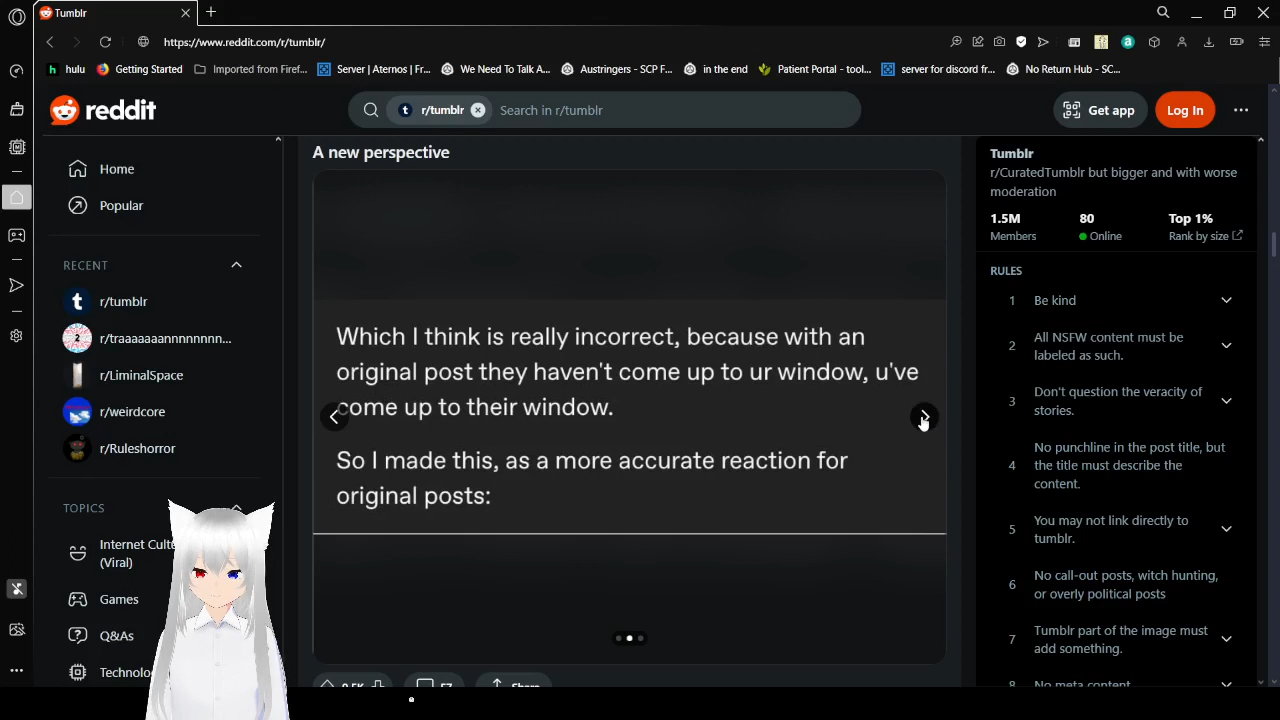 Tumblr
https://www.reddit.com/r/tumblr/
hulu
Getting Started
Imported from Firef...
Server | Aternos | Fr...
We Need To Talk A...
Austringers - SCP F...
in the end
Patient Portal - tool...
server for discord fr...
No Return Hub - SC...
reddit
r/tumblr
Search in r/tumblr
Get app
Log In
Home
Popular
RECENT
r/tumblr
r/traaaaaaannnnnnnn...
r/LiminalSpace
r/weirdcore
r/Ruleshorror
TOPICS
Internet Cult
(Viral)
Games
Q&As
Technolo
A new perspective
Which I think is really incorrect, because with an
original post they haven't come up to ur window, u've
come up to their window.
So I made this, as a more accurate reaction for
original posts:
57
Share
Tumblr
r/CuratedTumblr but bigger and with worse
moderation
1.5M
Members
80
Online
Top 1%
Rank by size
RULES
1 Be kind
2 All NSFW content must be
labeled as such.
3 Don't question the veracity of
stories.
4 No punchline in the post title, but
the title must describe the
content.
5 You may not link directly to
tumblr.
6 No call-out posts, witch hunting,
or overly political posts
7 Tumblr part of the image must
add something.
8 No meta content